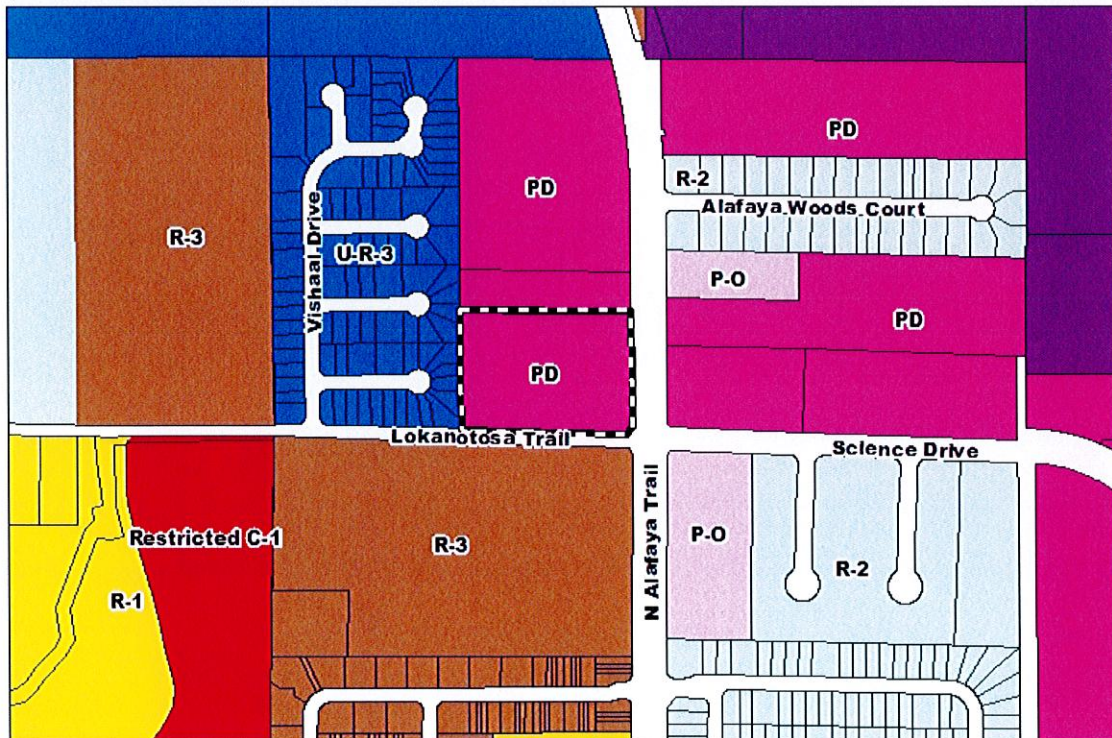 PD
R-2
Alafaya Woods Court
PD
R-3
Vishaal Drive
U-R-3
P-O
PD
PD
Lokanotosa Trail
Science Drive
N Alafaya Trail
P-O
Restricted C-1
R-3
R-2
R-1